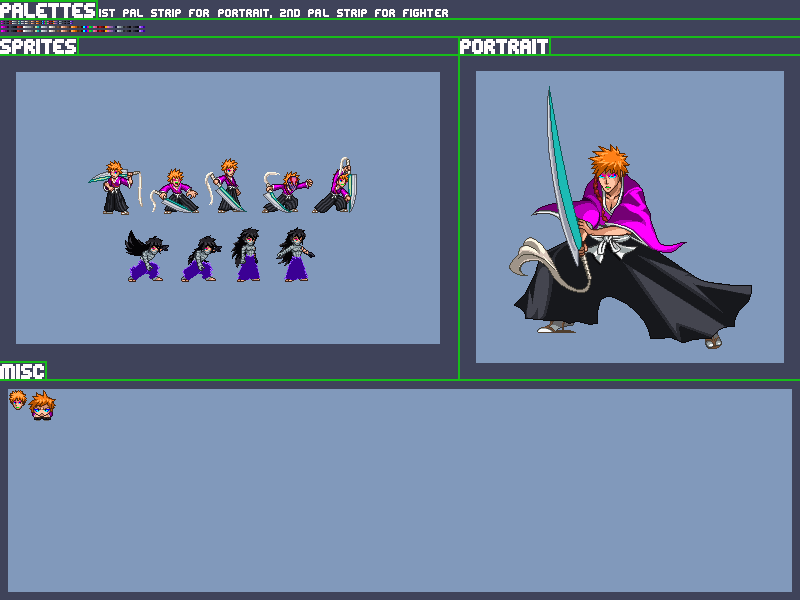 PALETTES 1ST PAL STRIP FOR PORTRAIT, 2ND PAL STRIP FOR FIGHTER
SPRITES
PORTRAIT
MISC